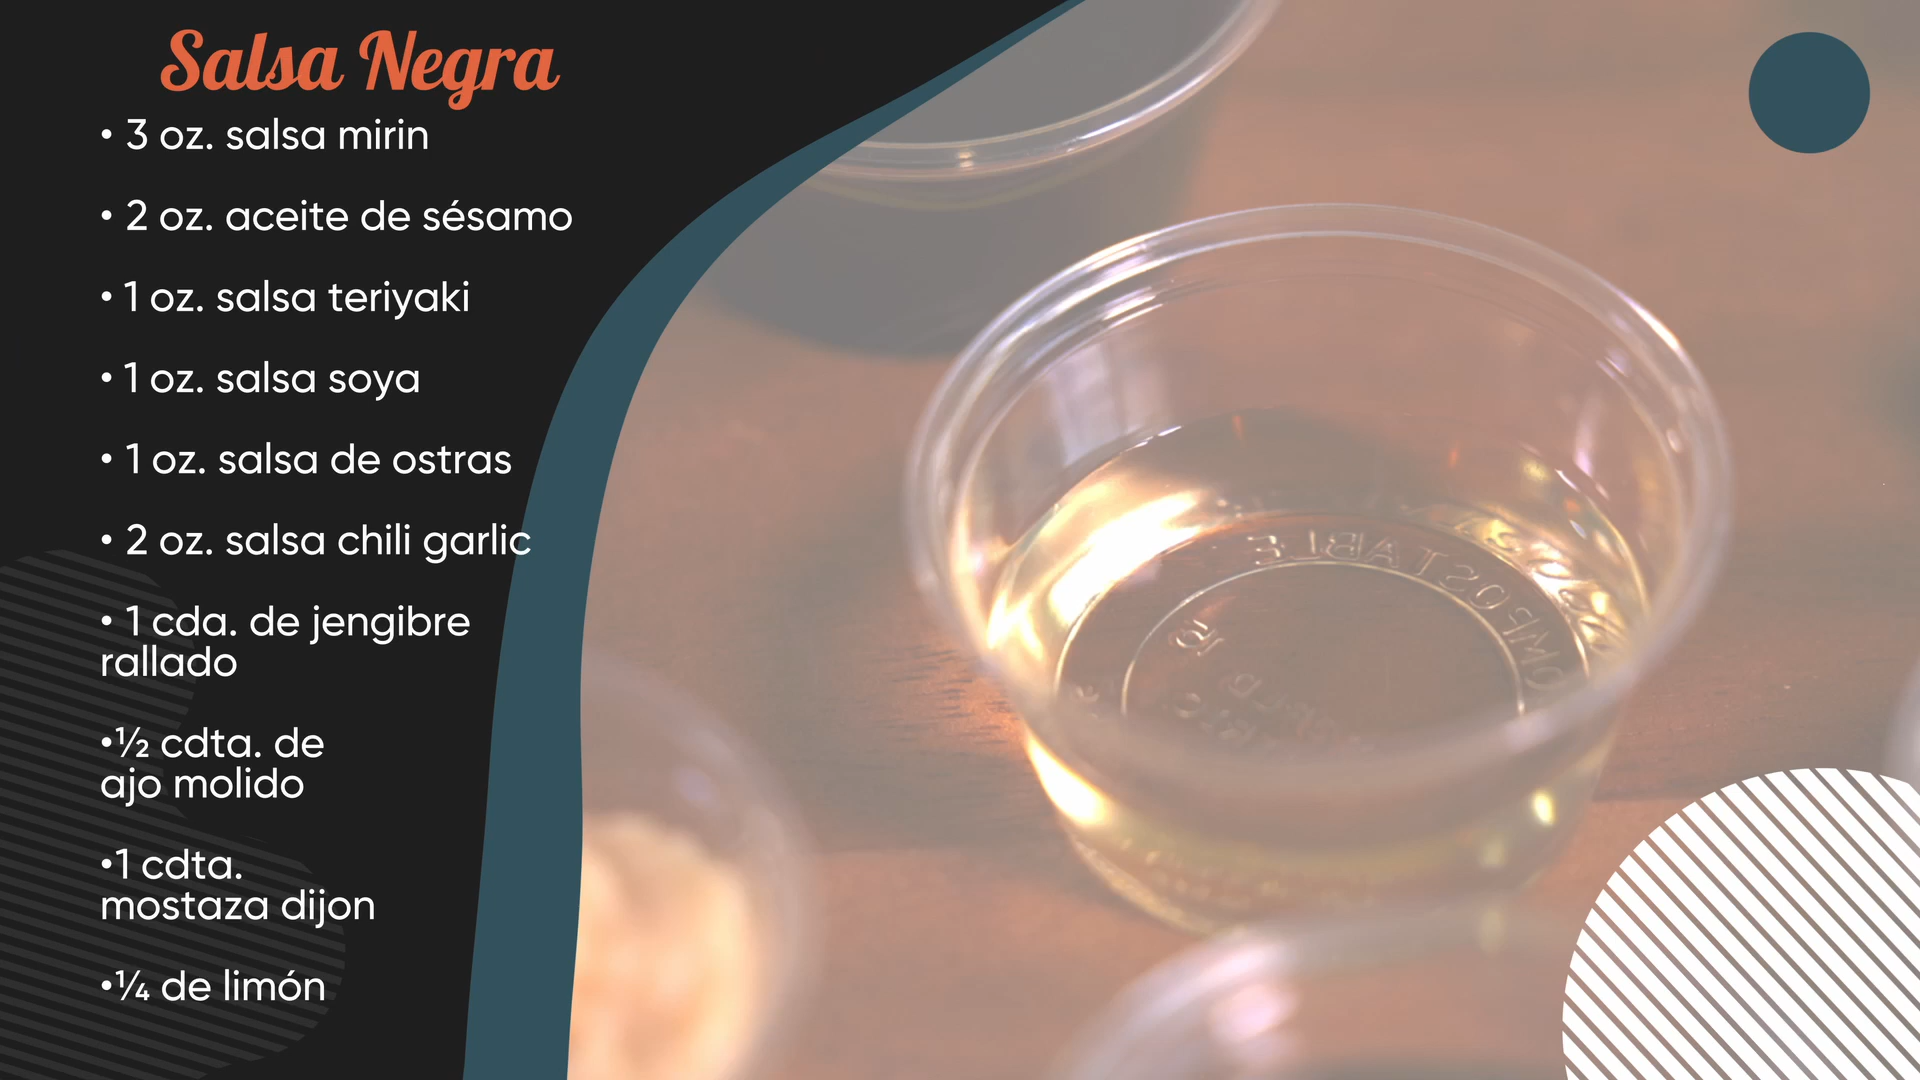 Salsa Negra
• 3 oz. salsa mirin
• 2 oz. aceite de sésamo
• 1 oz. salsa teriyaki
• 1 oz. salsa soya
• 1 oz. salsa de ostras
• 2 oz. salsa chili garlic
• 1 cda. de jengibre
rallado
•½ cdta. de
ajo molido
•1 cdta.
mostaza dijon
•¼ de limón